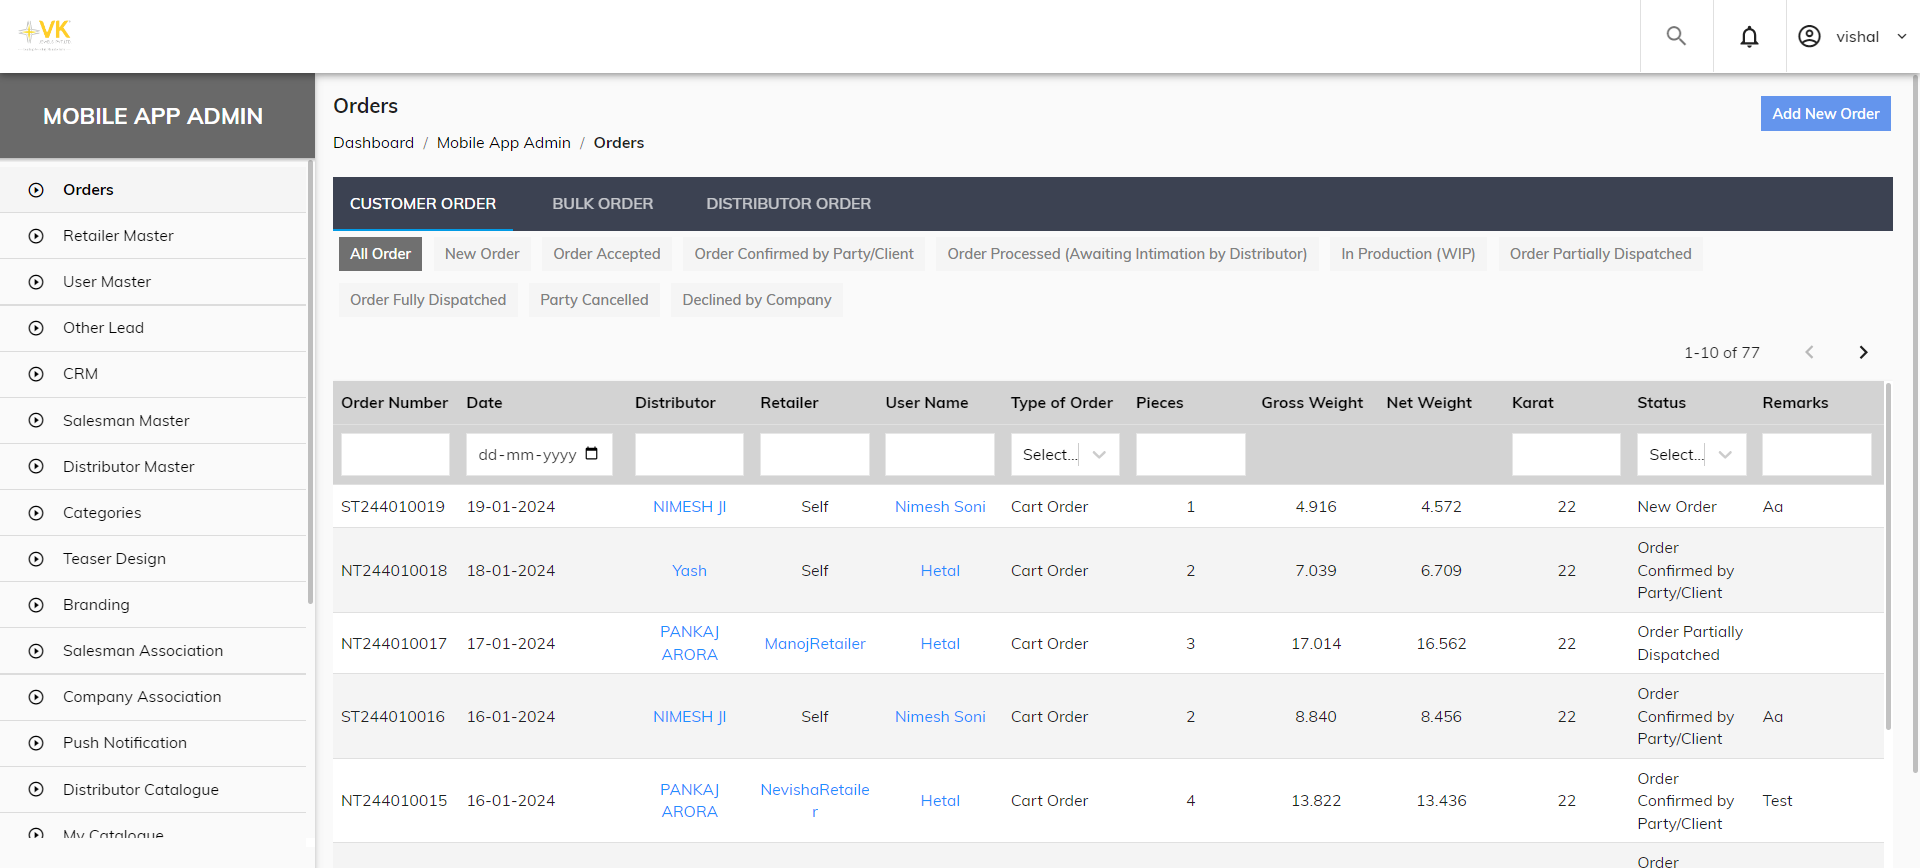 VK
vishal
MOBILE APP ADMIN
Orders
Retailer Master
User Master
Other Lead
CRM
Salesman Master
Distributor Master
Categories
Teaser Design
Branding
Salesman Association
Company Association
Push Notification
Distributor Catalogue
My Catalogue
Orders
Add New Order
Dashboard / Mobile App Admin / Orders
CUSTOMER ORDER BULK ORDER DISTRIBUTOR ORDER
All Order New Order Order Accepted Order Confirmed by Party/Client Order Processed (Awaiting Intimation by Distributor) In Production (WIP) Order Partially Dispatched
Order Fully Dispatched Party Cancelled Declined by Company
1-10 of 77
Order Number Date Distributor Retailer User Name Type of Order Pieces Gross Weight Net Weight Karat Status Remarks
dd-mm-yyyy Select... Select...
ST244010019 19-01-2024 NIMESH JI Self Nimesh Soni Cart Order 1 4.916 4.572 22 New Order Aa
NT244010018 18-01-2024 Yash Self Hetal Cart Order 2 7.039 6.709 22 Order
Confirmed by
Party/Client
NT244010017 17-01-2024 PANKAJ
ARORA ManojRetailer Hetal Cart Order 3 17.014 16.562 22 Order Partially
Dispatched
ST244010016 16-01-2024 NIMESH JI Self Nimesh Soni Cart Order 2 8.840 8.456 22 Order
Confirmed by
Party/Client Aa
NT244010015 16-01-2024 PANKAJ
ARORA NevishaRetaile
r Hetal Cart Order 4 13.822 13.436 22 Order
Confirmed by
Party/Client Test
Order